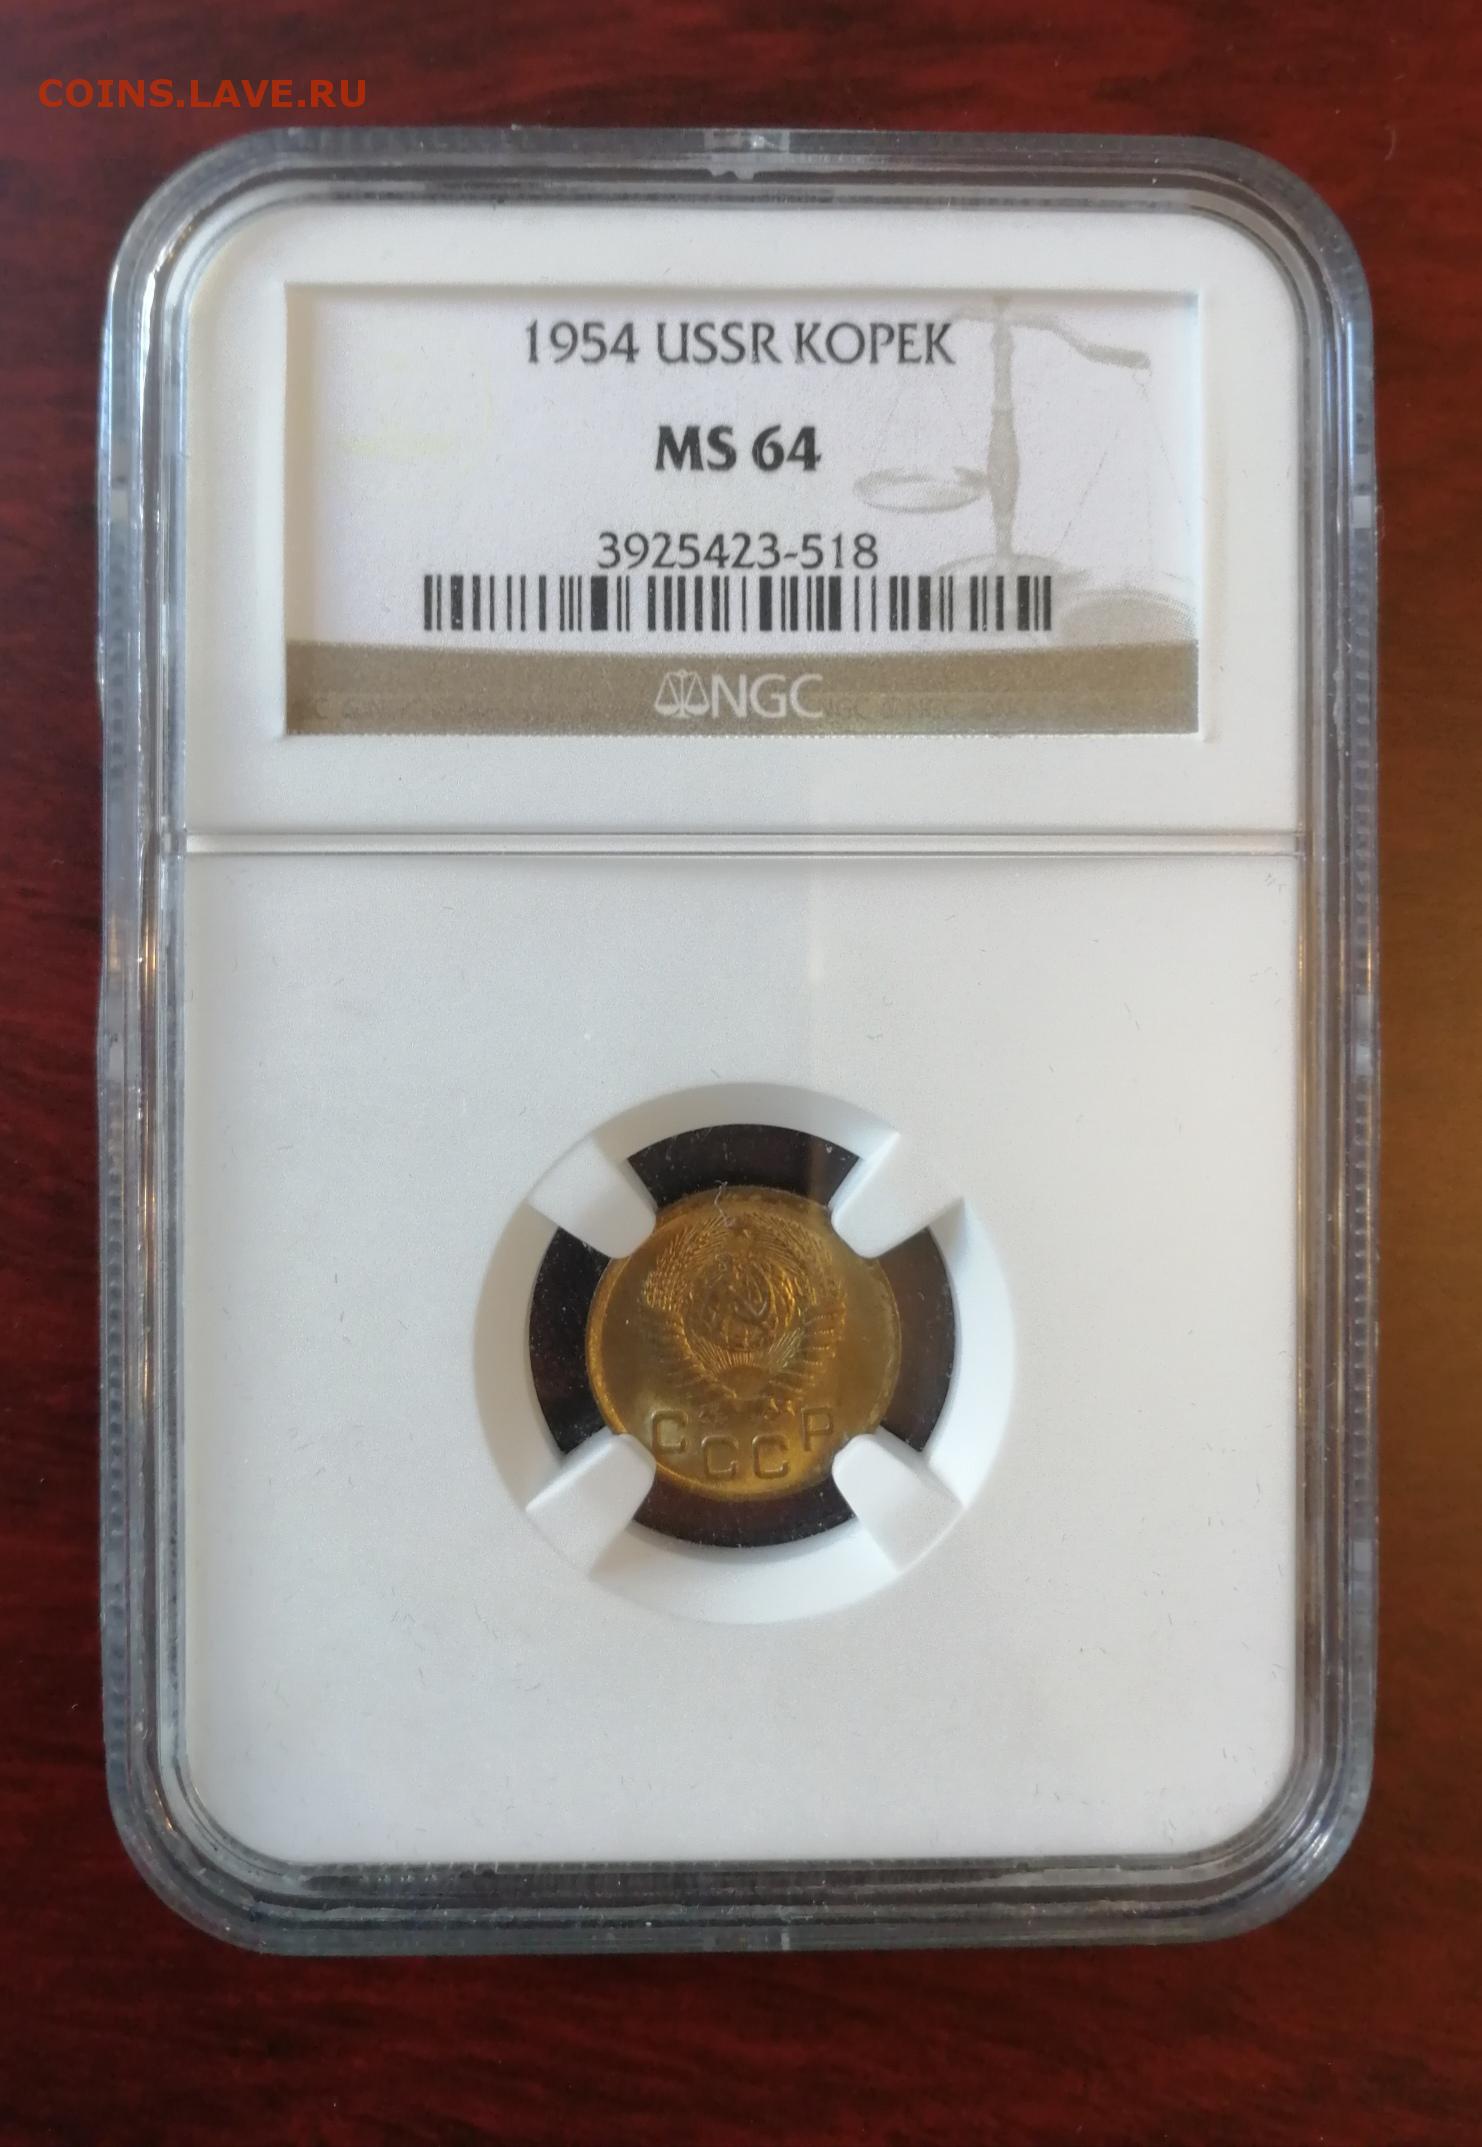 COINS.LAVE.RU
1954 USSR KOPEK
MS 64
3925423-518
NGC
СССР